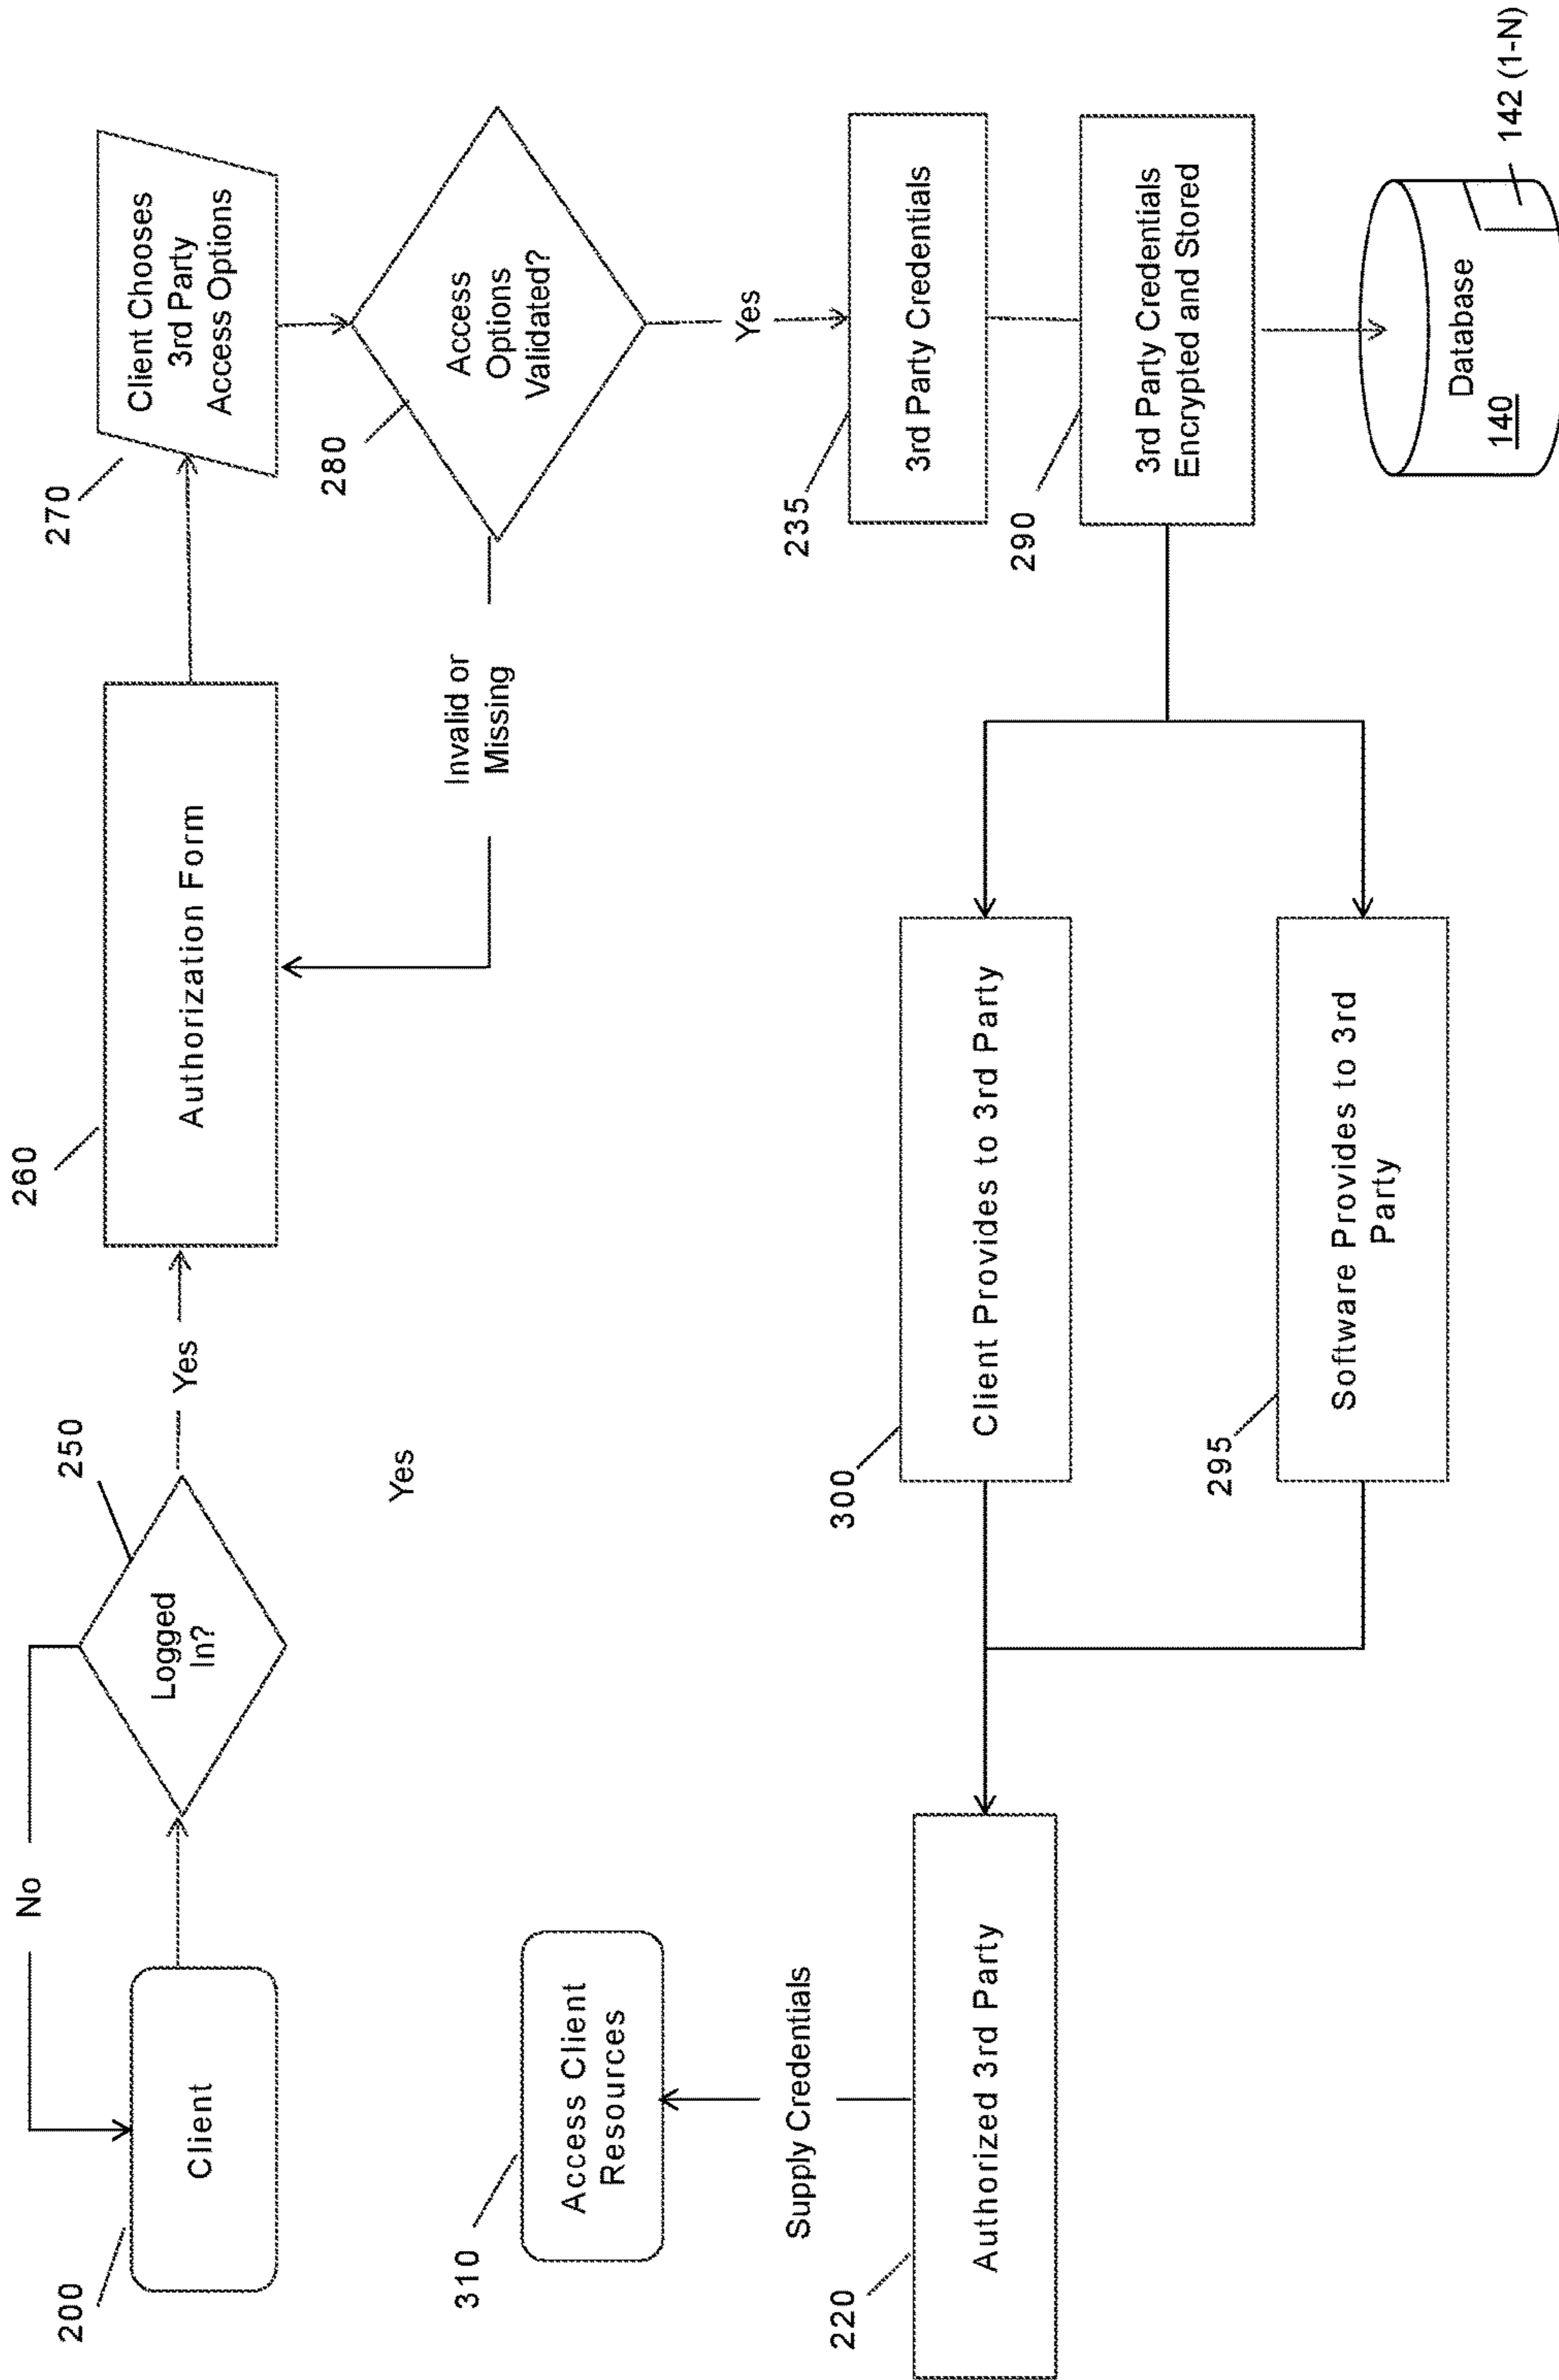 No
200
Client
Logged
In?
250
Yes
260
Authorization Form
270
Client Chooses
3rd Party
Access Options
Yes
Invalid or
Missing
280
Access
Options
Validated?
Yes
310
Access Client
Resources
Supply Credentials
220
Authorized 3rd Party
300
Client Provides to 3rd Party
295
Software Provides to 3rd
Party
235
3rd Party Credentials
290
3rd Party Credentials
Encrypted and Stored
Database
140
142 (1-N)